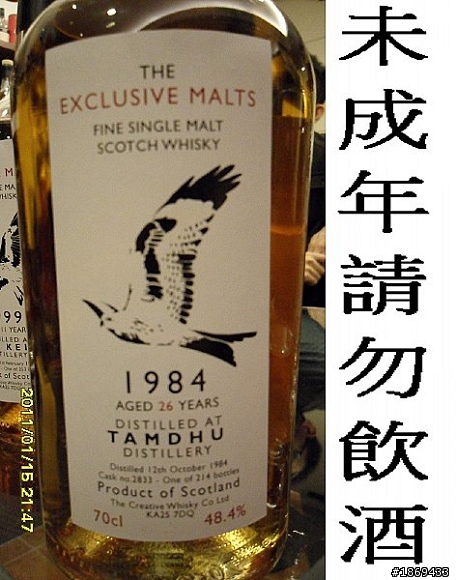 THE
EXCLUSIVE MALTS
FINE SINGLE MALT
SCOTCH WHISKY
1984
AGED 26 YEARS
DISTILLED AT
TAMDHU
DISTILLERY
Distilled 12th October 1984
Cask no.2833 - One of 214 bottles
Product of Scotland
The Creative Whisky Co Ltd
KA25 7DQ
70cl
48.4%
2011/01/15 21:47
未成年請勿飲酒
#1869433